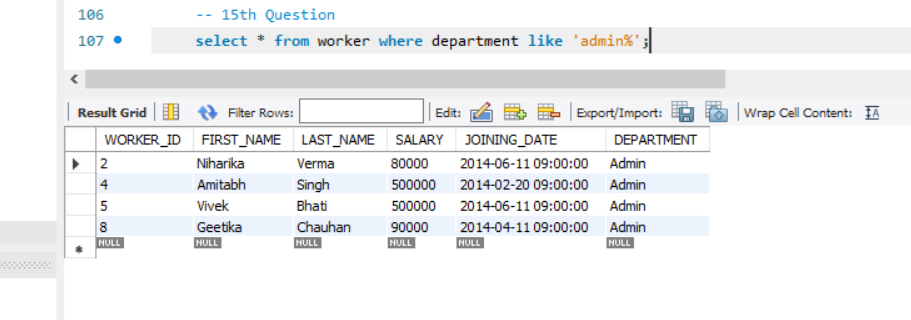 106 -- 15th Question
107 select * from worker where department like 'admin%';
Result Grid Filter Rows: Edit: Export/Import: Wrap Cell Content:
WORKER_ID FIRST_NAME LAST_NAME SALARY JOINING_DATE DEPARTMENT
2 Niharika Verma 80000 2014-06-11 09:00:00 Admin
4 Amitabh Singh 500000 2014-02-20 09:00:00 Admin
5 Vivek Bhati 500000 2014-06-11 09:00:00 Admin
8 Geetika Chauhan 90000 2014-04-11 09:00:00 Admin
NULL NULL NULL NULL NULL NULL